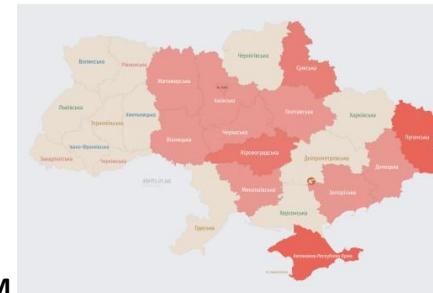 Чернігівська
Волинська
Рівненська
Сумська
Житомирська
м. Київ
Київська
Львівська
Полтавська
Харківська
Тернопільська
Хмельницька
Луганська
Черкаська
Вінницька
Івано-Франківська
Кіровоградська
Дніпропетровська
Закарпатська
Чернівецька
Донецька
Миколаївська
Запорізька
Одеська
Херсонська
Автономна Республіка Крим
м